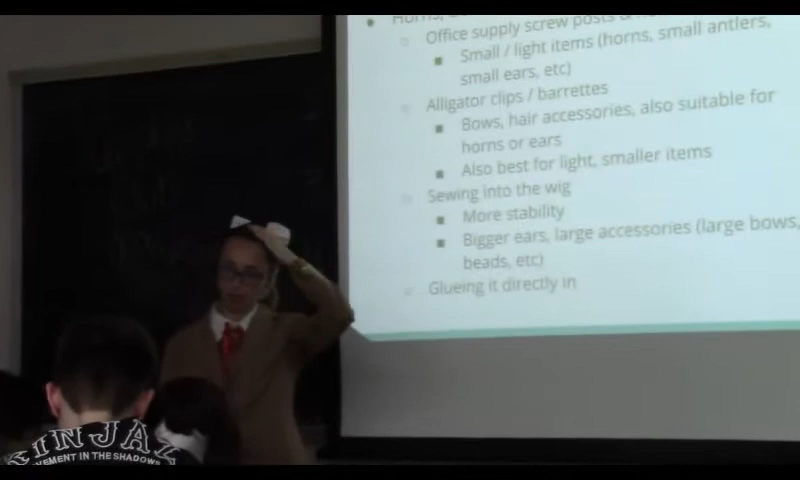 Horns,
Office supply screw posts &
Small / light items (horns, small antlers,
small ears, etc)
Alligator clips / barrettes
Bows, hair accessories, also suitable for
horns or ears
Also best for light, smaller items
Sewing into the wig
More stability
Bigger ears, large accessories (large bows,
beads, etc)
Glueing it directly in
KINJAZ
VEMENT IN THE SHADOWS